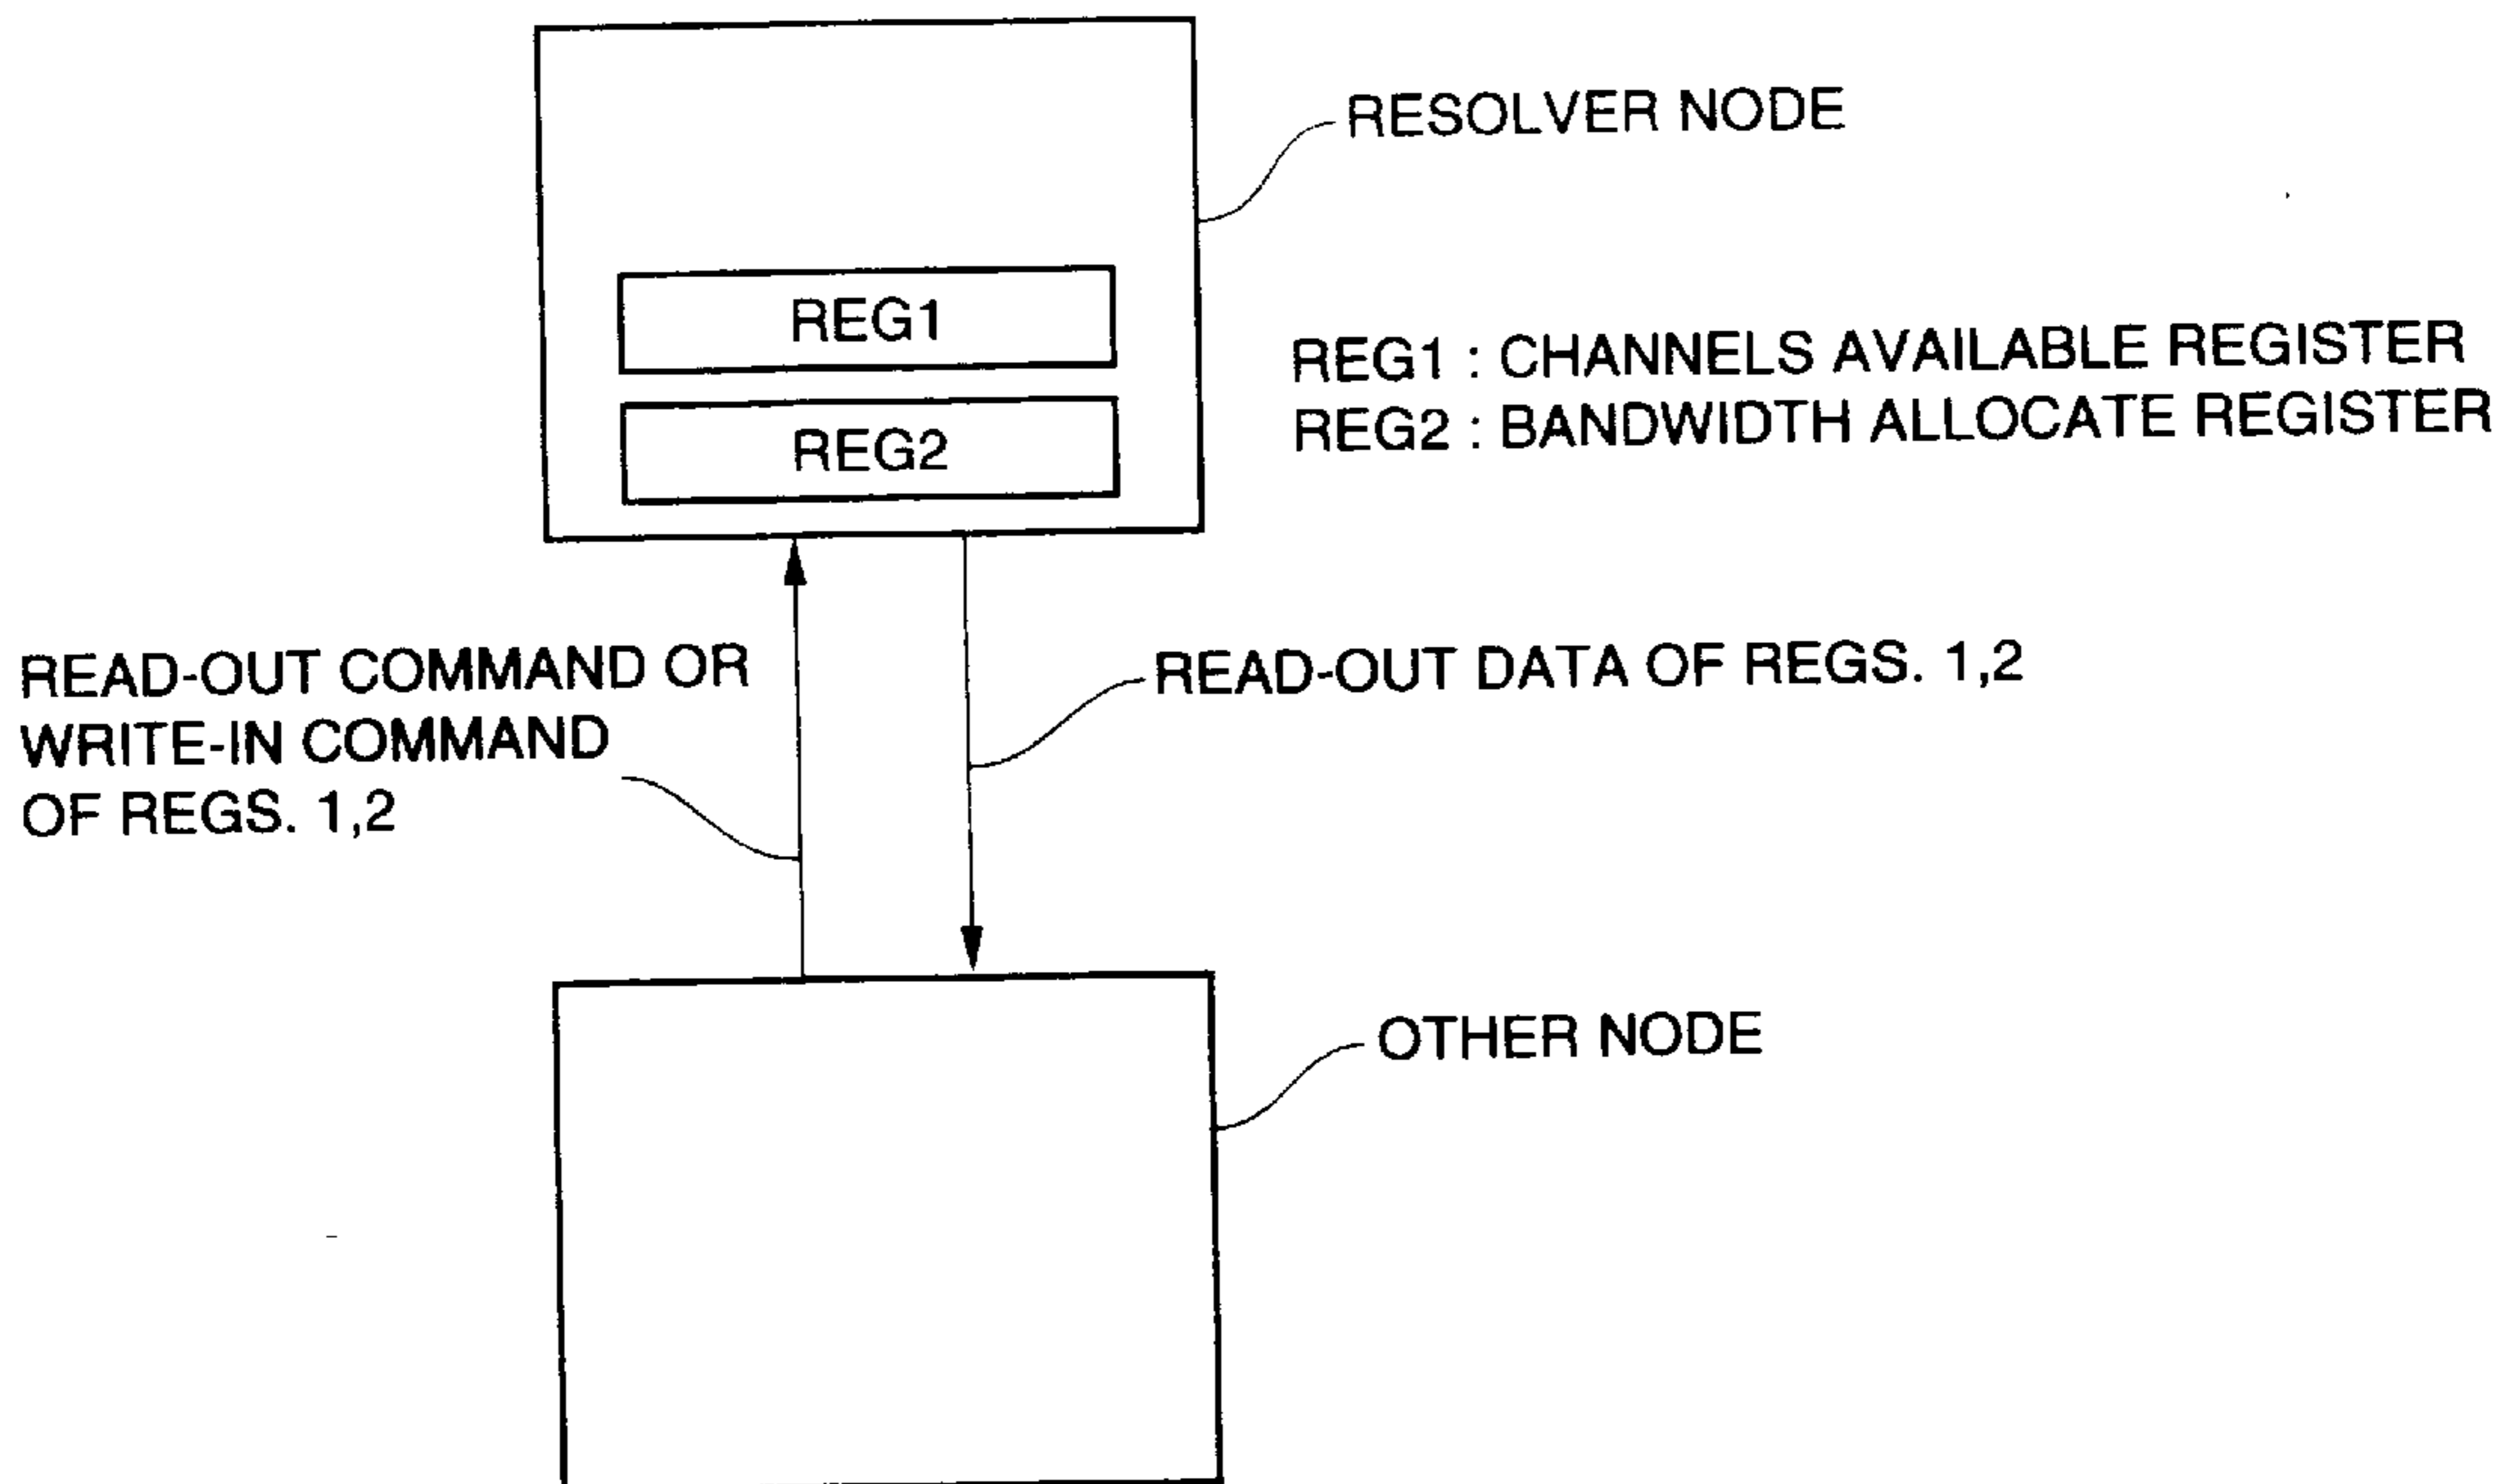 RESOLVER NODE
REG1
REG2
REG1 : CHANNELS AVAILABLE REGISTER
REG2 : BANDWIDTH ALLOCATE REGISTER
READ-OUT COMMAND OR
WRITE-IN COMMAND
OF REGS. 1,2
READ-OUT DATA OF REGS. 1,2
OTHER NODE